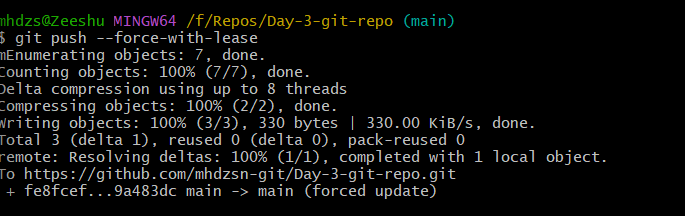 mhdzs@Zeeshu MINGW64 /f/Repos/Day-3-git-repo (main)
$ git push --force-with-lease
mEnumerating objects: 7, done.
Counting objects: 100% (7/7), done.
Delta compression using up to 8 threads
Compressing objects: 100% (2/2), done.
Writing objects: 100% (3/3), 330 bytes | 330.00 KiB/s, done.
Total 3 (delta 1), reused 0 (delta 0), pack-reused 0
remote: Resolving deltas: 100% (1/1), completed with 1 local object.
To https://github.com/mhdzsn-git/Day-3-git-repo.git
 + fe8fcef...9a483dc main -> main (forced update)